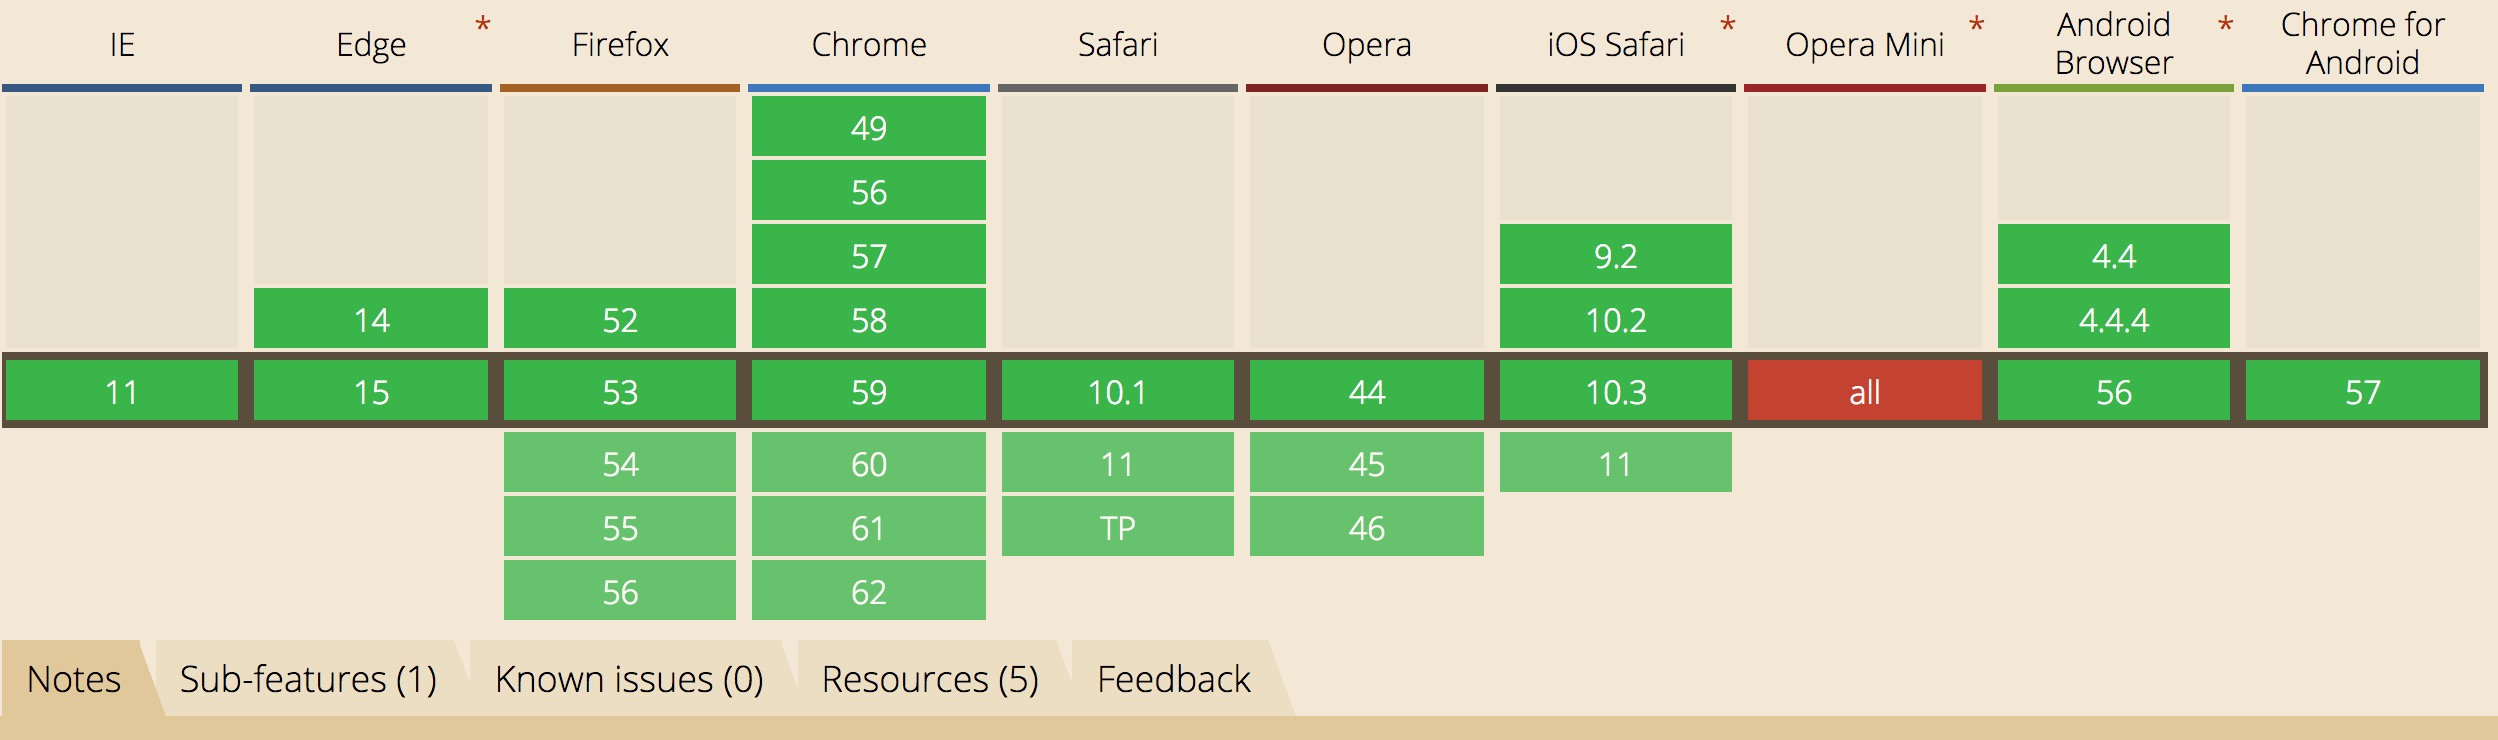 IE Edge * Firefox Chrome Safari Opera iOS Safari * Opera Mini * Android Browser * Chrome for Android
49
56
57 9.2 4.4
14 52 58 10.2 4.4.4
11 15 53 59 10.1 44 10.3 all 56 57
54 60 11 45 11
55 61 TP 46
56 62
Notes Sub-features (1) Known issues (0) Resources (5) Feedback